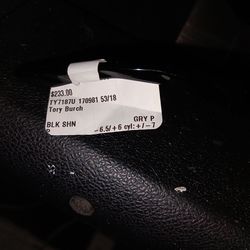 $233.00
TY7187U 170981 53/18
Tory Burch
GRY P
BLK SHN
P -6.5/+6 cyl:+/-7